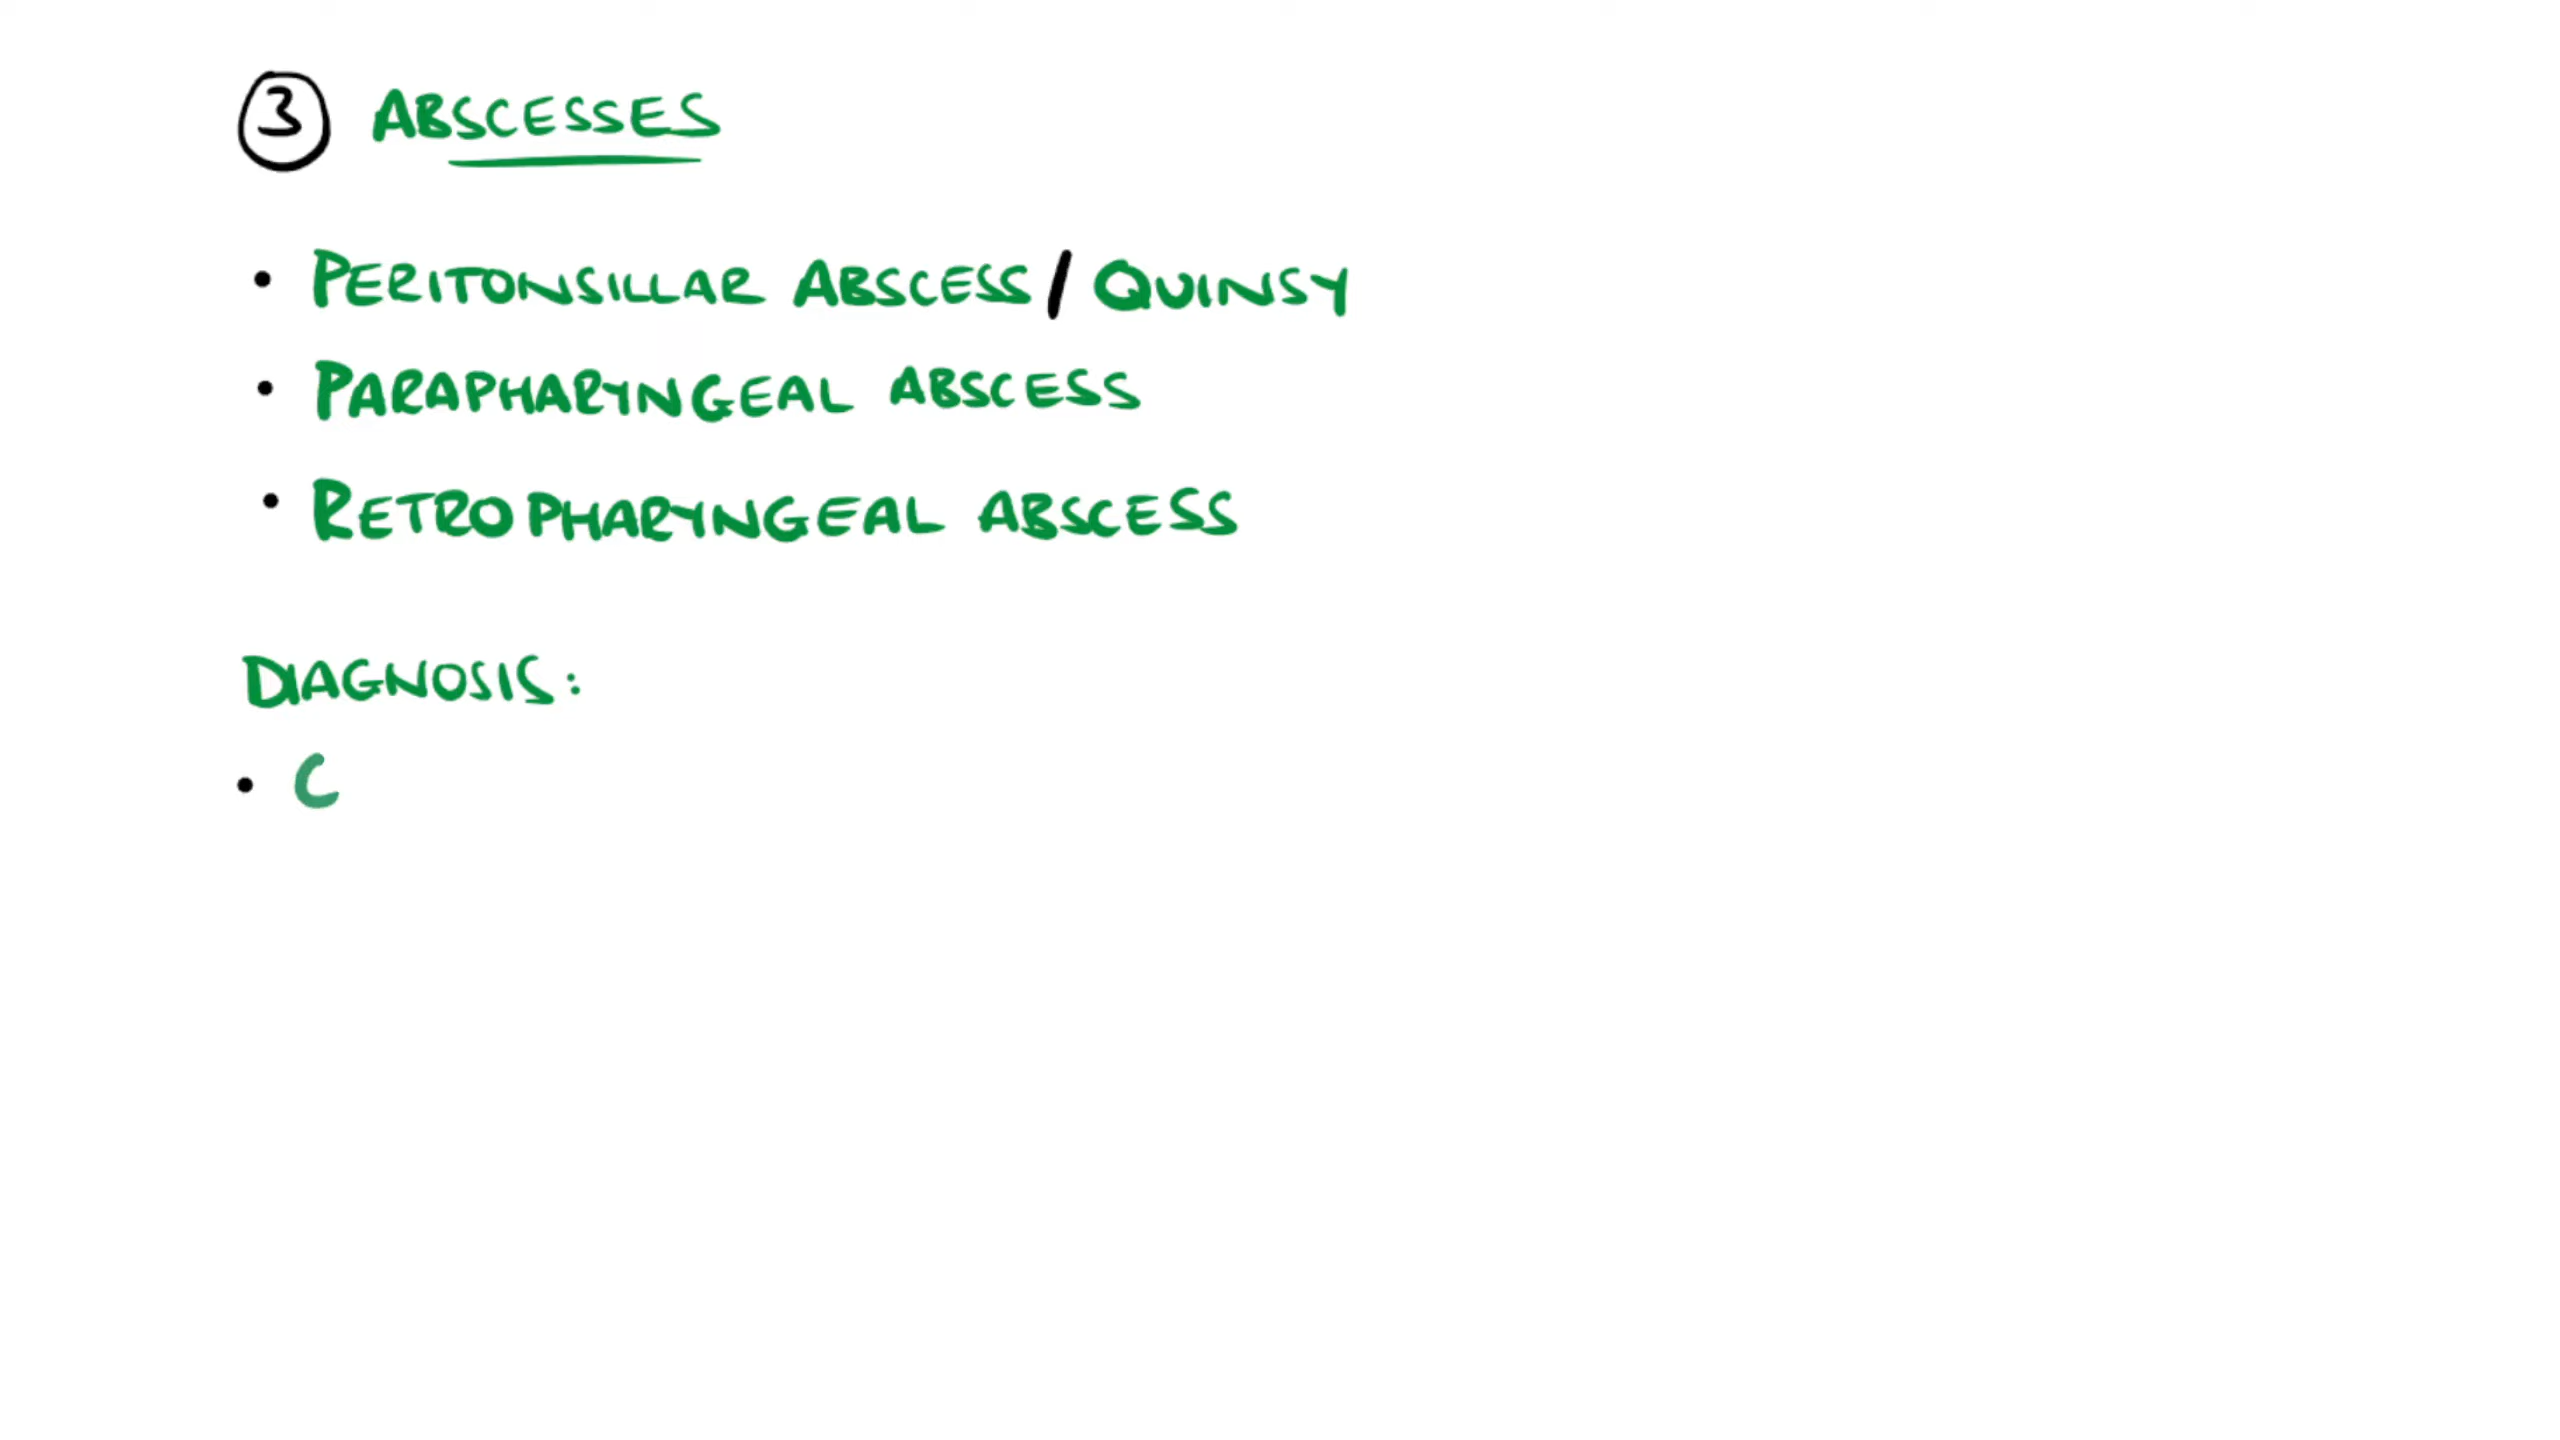 3 ABSCESSES
• PERITONSILLAR ABSCESS/QUINSY
• PARAPHARYNGEAL ABSCESS
• RETROPHARYNGEAL ABSCESS
DIAGNOSIS:
• C